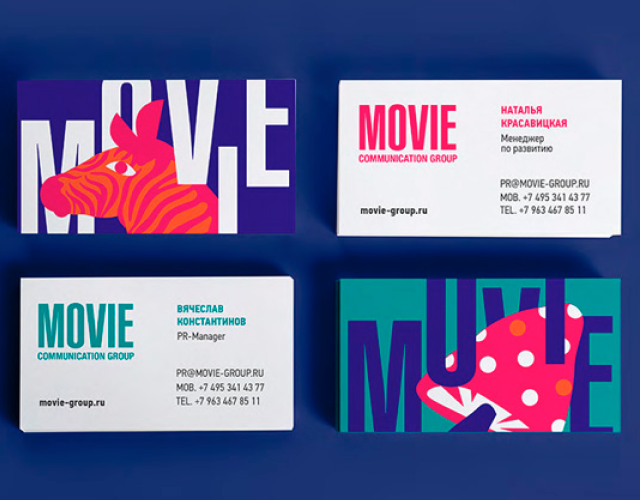 MOVIE
MOVIE
COMMUNICATION GROUP
НАТАЛЬЯ
КРАСАВИЦКАЯ
Менеджер
по развитию
PR@MOVIE-GROUP.RU
MOB. +7 495 341 43 77
TEL. +7 963 467 85 11
movie-group.ru
MOVIE
COMMUNICATION GROUP
ВЯЧЕСЛАВ
КОНСТАНТИНОВ
PR-Manager
PR@MOVIE-GROUP.RU
MOB. +7 495 341 43 77
TEL. +7 963 467 85 11
movie-group.ru
MOVIE